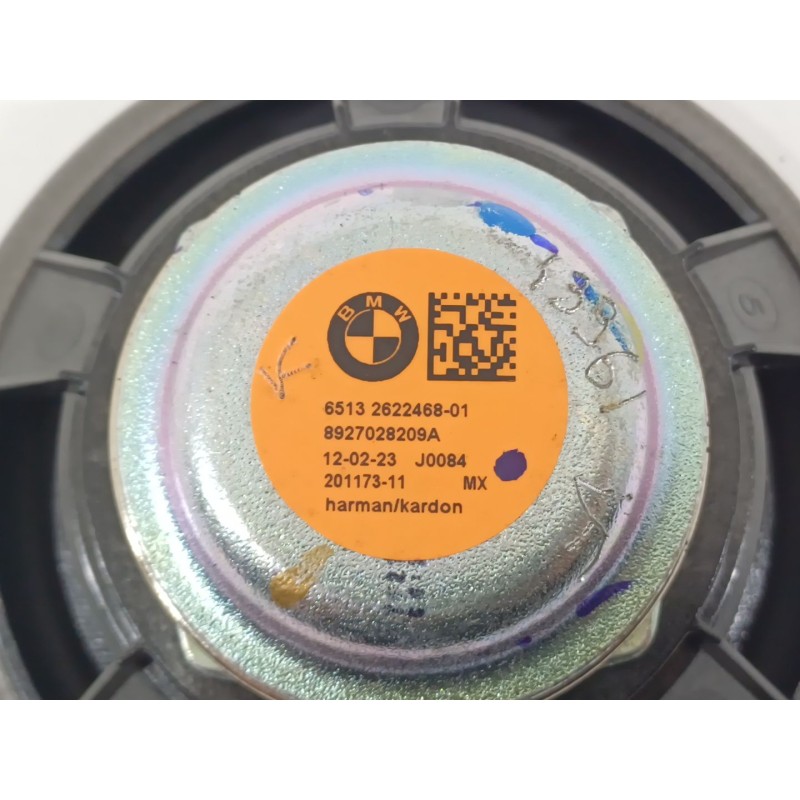 BMW
6513 2622468-01
8927028209A
12-02-23 J0084
201173-11 MX
harman/kardon
K